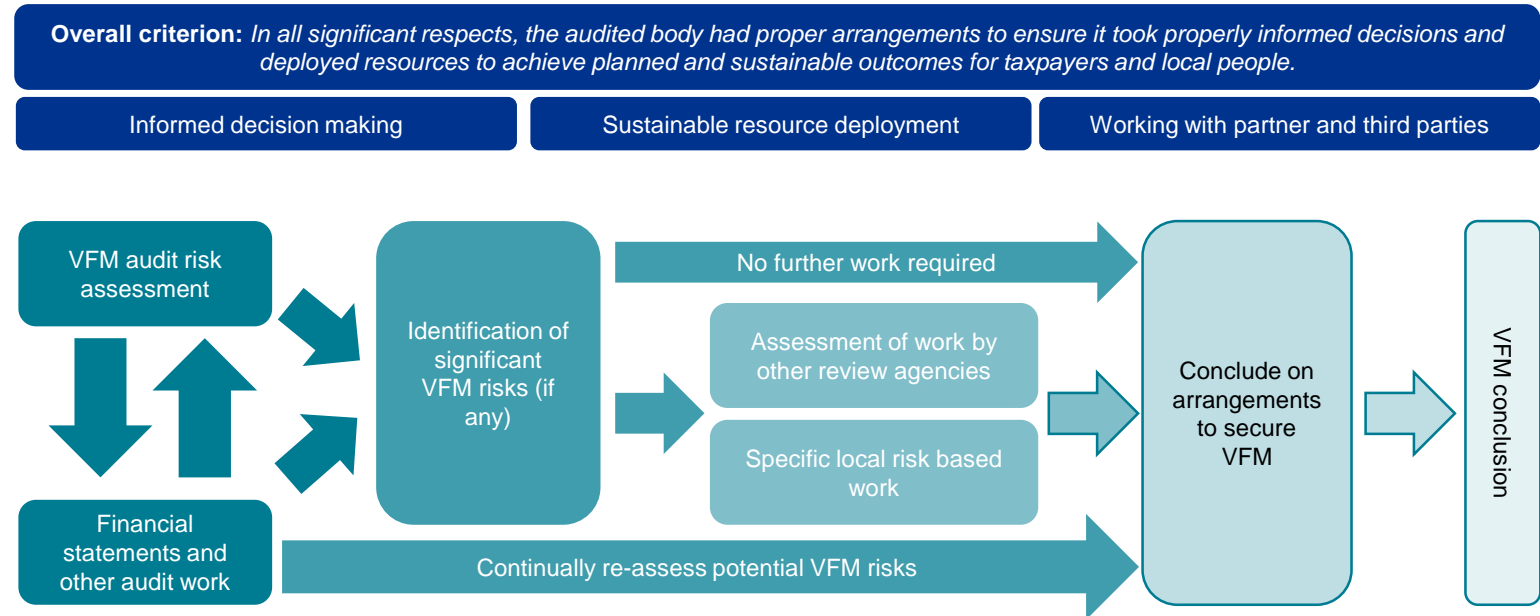 Overall criterion: In all significant respects, the audited body had proper arrangements to ensure it took properly informed decisions and
deployed resources to achieve planned and sustainable outcomes for taxpayers and local people.
Informed decision making
Sustainable resource deployment
Working with partner and third parties
VFM audit risk
assessment
Identification of
significant
VFM risks (if
any)
No further work required
Assessment of work by
other review agencies
Specific local risk based
work
Conclude on
arrangements
to secure
VFM
VFM conclusion
Financial
statements and
other audit work
Continually re-assess potential VFM risks